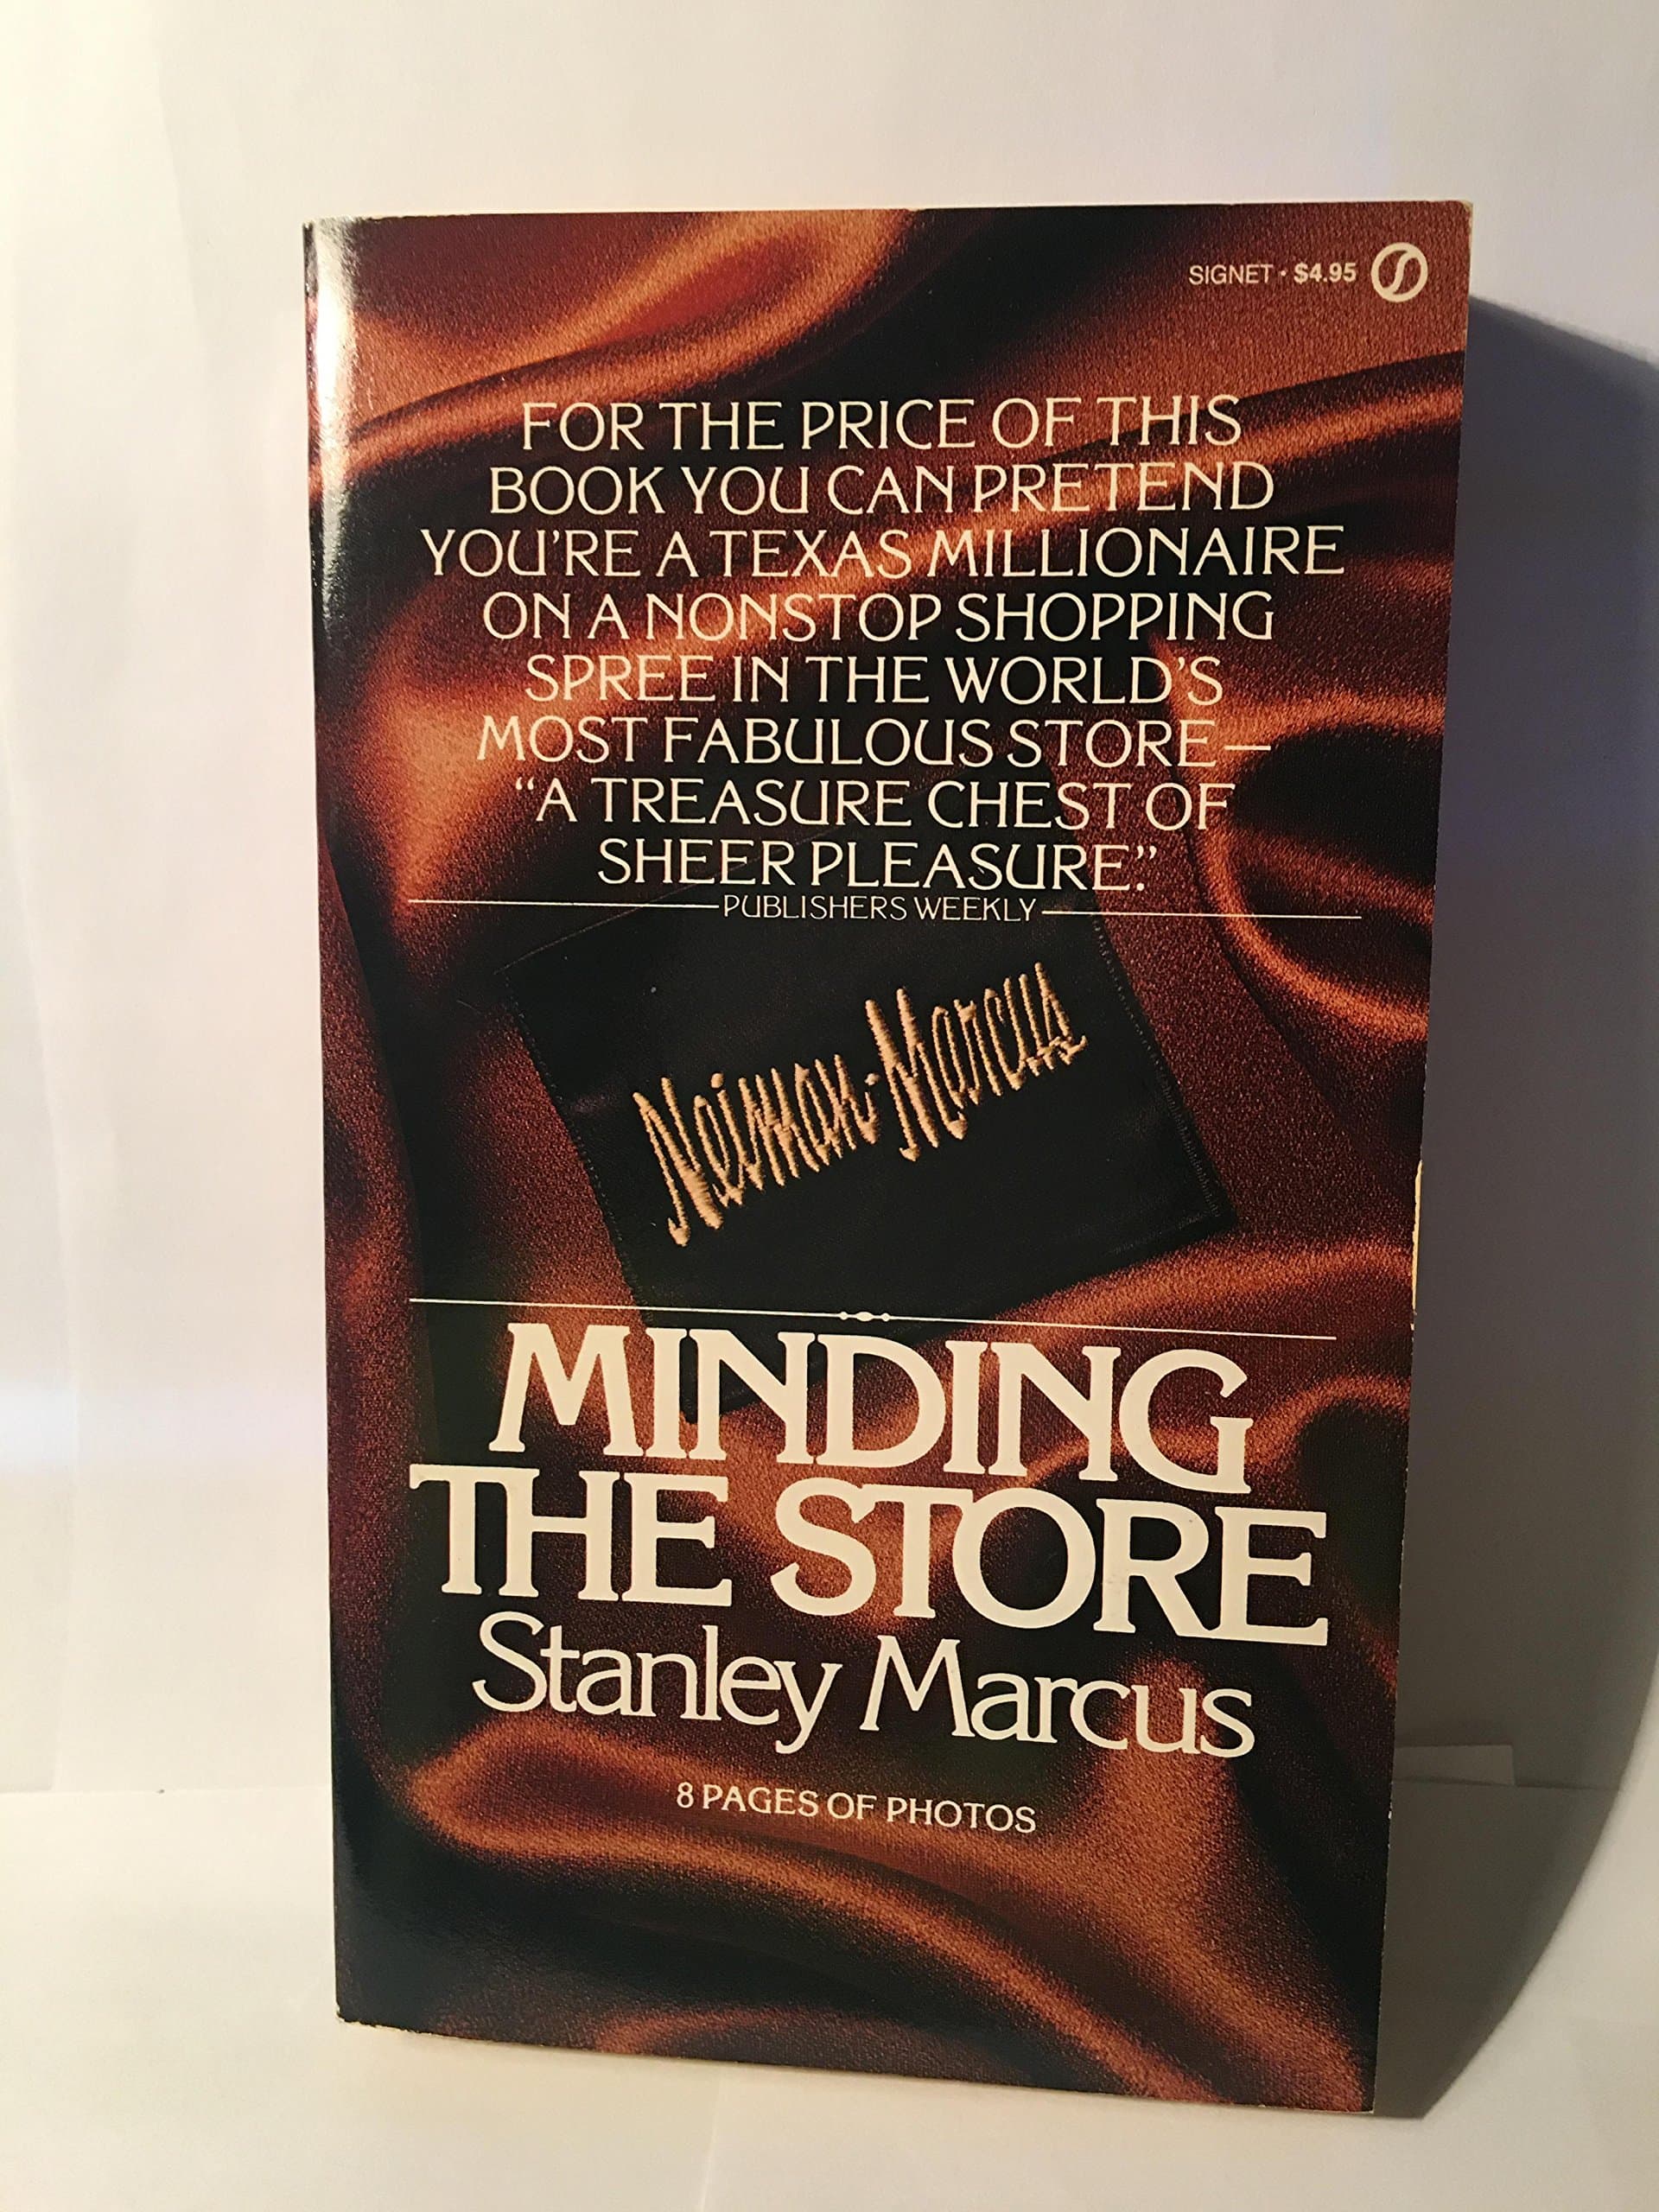 SIGNET • $4.95
FOR THE PRICE OF THIS
BOOK YOU CAN PRETEND
YOU'RE A TEXAS MILLIONAIRE
ON A NONSTOP SHOPPING
SPREE IN THE WORLD'S
MOST FABULOUS STORE—
“A TREASURE CHEST OF
SHEER PLEASURE.”
PUBLISHERS WEEKLY
Neiman-Marcus
MINDING
THE STORE
Stanley Marcus
8 PAGES OF PHOTOS